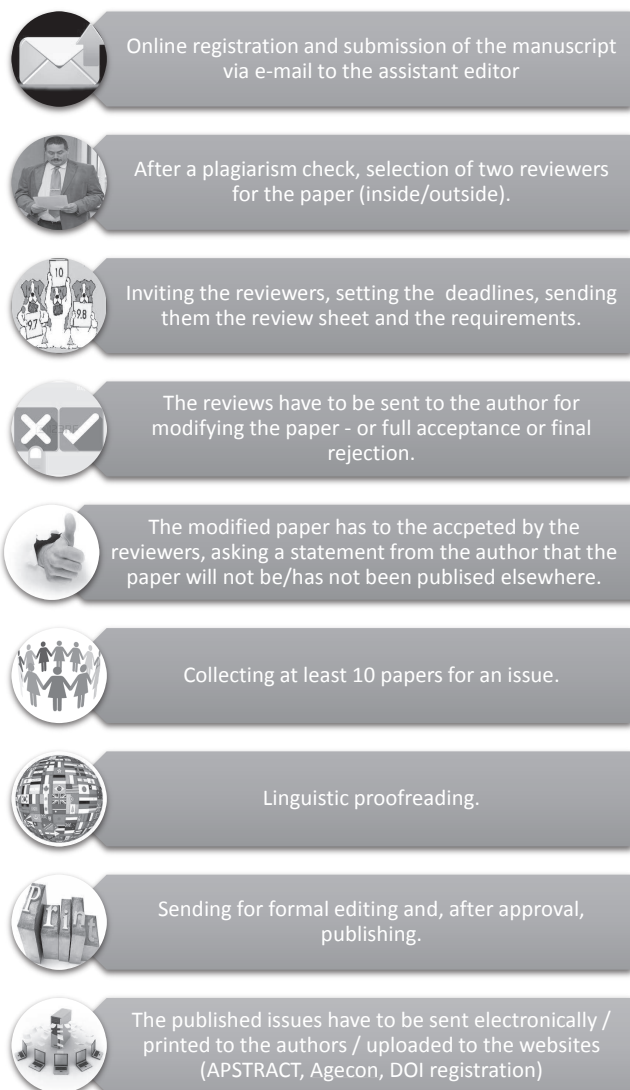 Online registration and submission of the manuscript
via e-mail to the assistant editor
After a plagiarism check, selection of two reviewers
for the paper (inside/outside).
10
9.7
9.8
Inviting the reviewers, setting the deadlines, sending
them the review sheet and the requirements.
The reviews have to be sent to the author for
modifying the paper - or full acceptance or final
rejection.
The modified paper has to the accpeted by the
reviewers, asking a statement from the author that the
paper will not be/has not been publised elsewhere.
Collecting at least 10 papers for an issue.
Linguistic proofreading.
Print
Sending for formal editing and, after approval,
publishing.
The published issues have to be sent electronically /
printed to the authors / uploaded to the websites
(APSTRACT, Agecon, DOI registration)